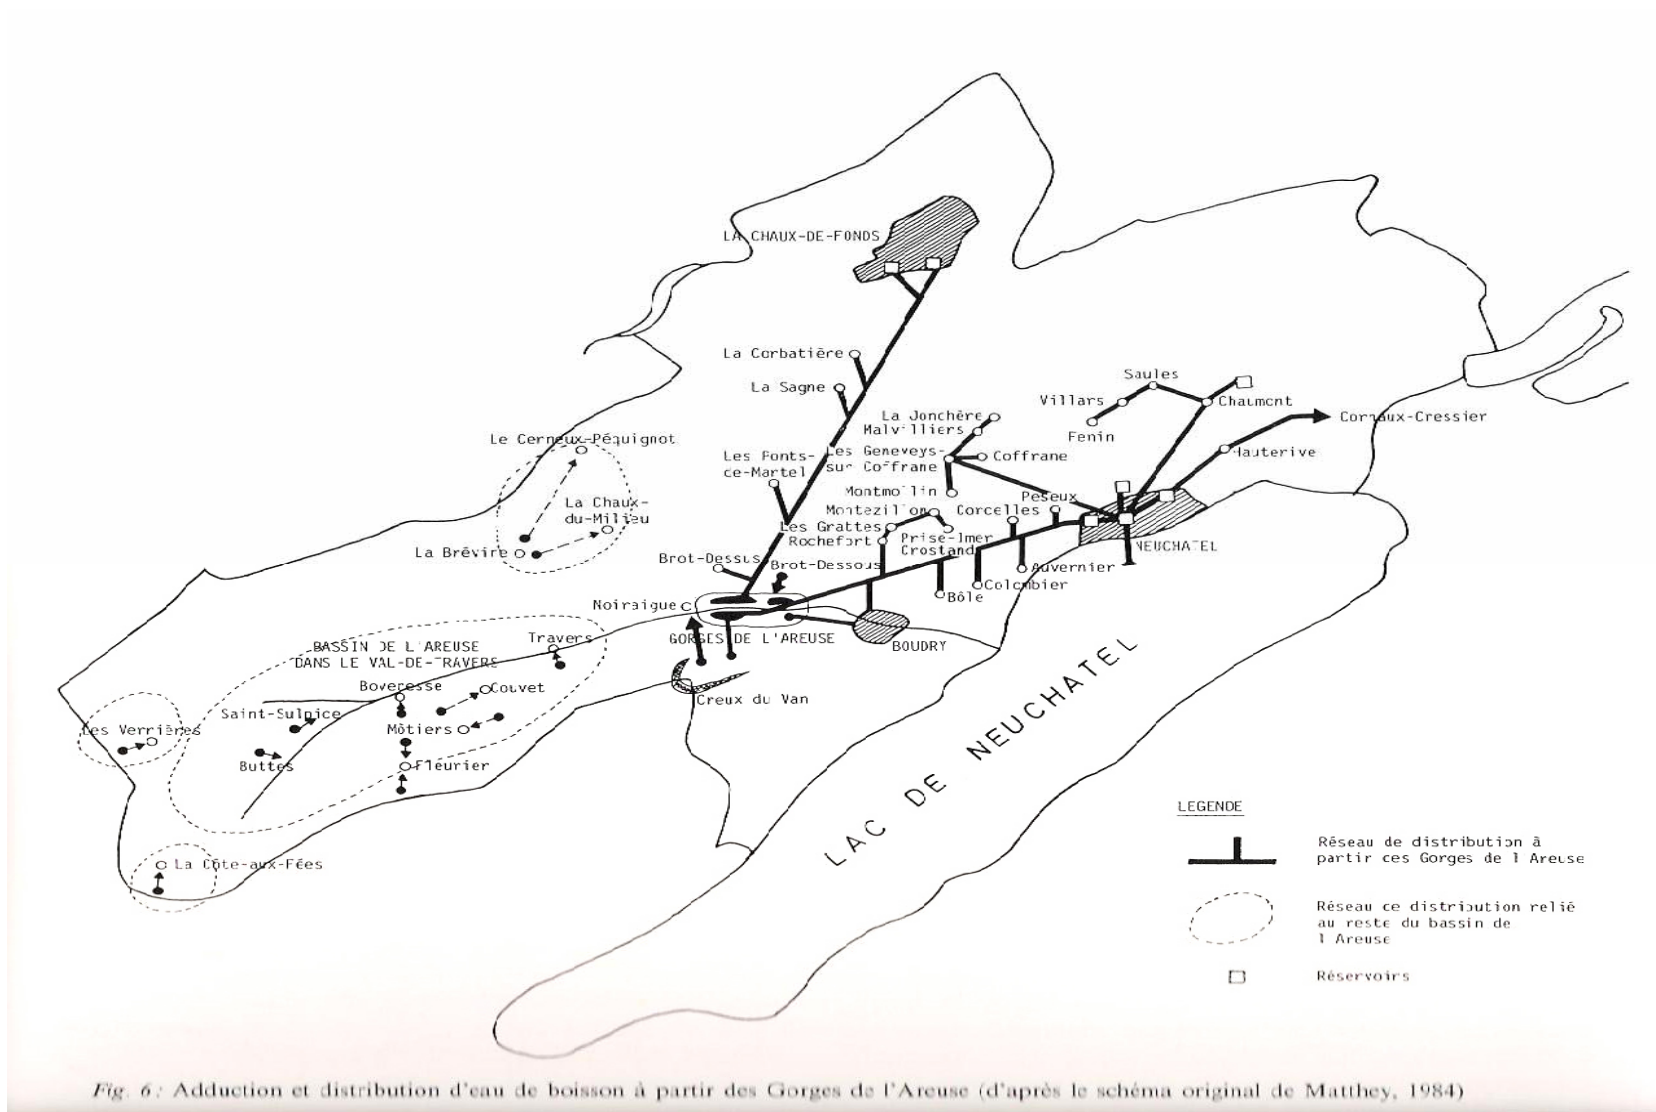 LA CHAUX-DE-FONDS
La Corbatière
La Sagne
Saules
Villars
Chaumont
Fenin
Cornaux-Cressier
Hauterive
La Jonchère
Malvilliers
Les Geneveys-
sur Coffrane
Coffrane
Le Cerneux-Péquignot
Les Ponts-
de-Martel
La Chaux-
du-Milieu
La Brévire
Montmollin
Peseux
Montezillon
Corcelles
Les Grattes
Rochefort
Prise-Imer
Crostand
NEUCHATEL
Brot-Dessus
Brot-Dessous
Auvernier
Colombier
Bôle
Noiraigue
GORGES DE L'AREUSE
BOUDRY
BASSIN DE L'AREUSE
DANS LE VAL-DE-TRAVERS
Travers
Boveresse
Couvet
Creux du Van
Saint-Sulpice
Môtiers
Les Verrières
Buttes
Fleurier
La Côte-aux-Fées
LAC DE NEUCHATEL
LEGENDE
Réseau de distribution à
partir des Gorges de l Areuse
Réseau de distribution relié
au reste du bassin de
l Areuse
Réservoirs
Fig. 6: Adduction et distribution d'eau de boisson à partir des Gorges de l'Areuse (d'après le schéma original de Matthey, 1984)